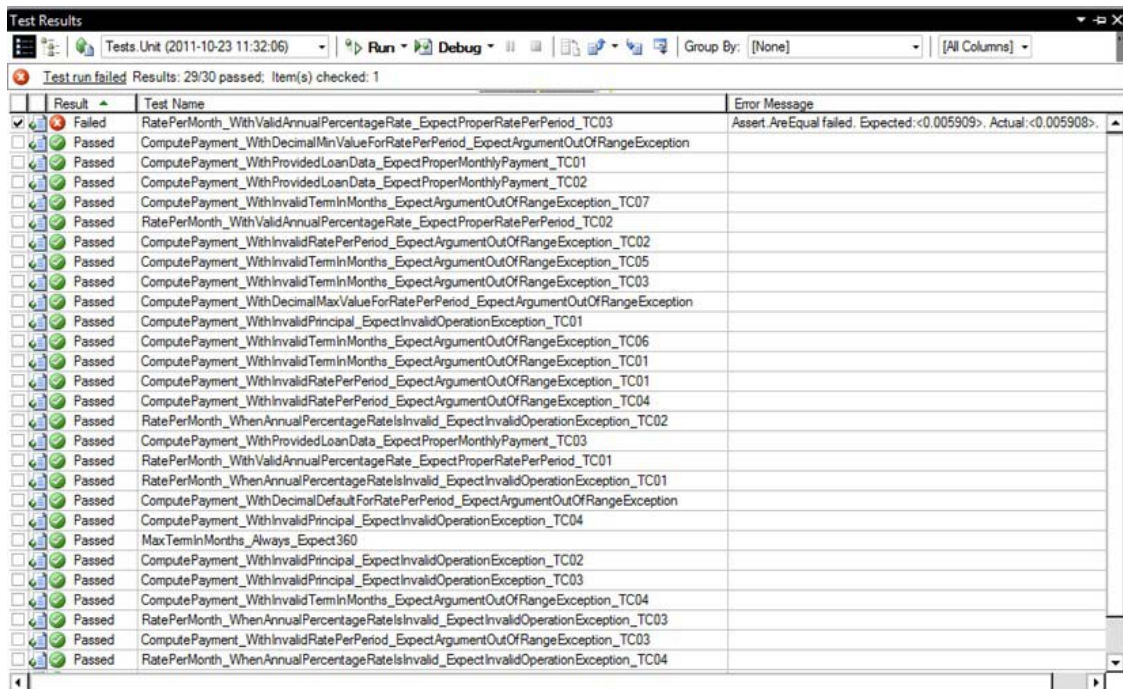 Test Results
Tests.Unit (2011-10-23 11:32:06) Run Debug Group By: [None] [All Columns]
Test run failed Results: 29/30 passed; Item(s) checked: 1
Result Test Name Error Message
Failed RatePerMonth_WithValidAnnualPercentageRate_ExpectProperRatePerPeriod_TC03 Assert.AreEqual failed. Expected:<0.005909>. Actual:<0.005908>.
Passed ComputePayment_WithDecimalMinValueForRatePerPeriod_ExpectArgumentOutOfRangeException
Passed ComputePayment_WithProvidedLoanData_ExpectProperMonthlyPayment_TC01
Passed ComputePayment_WithProvidedLoanData_ExpectProperMonthlyPayment_TC02
Passed ComputePayment_WithInvalidTermInMonths_ExpectArgumentOutOfRangeException_TC07
Passed RatePerMonth_WithValidAnnualPercentageRate_ExpectProperRatePerPeriod_TC02
Passed ComputePayment_WithInvalidRatePerPeriod_ExpectArgumentOutOfRangeException_TC02
Passed ComputePayment_WithInvalidTermInMonths_ExpectArgumentOutOfRangeException_TC05
Passed ComputePayment_WithInvalidTermInMonths_ExpectArgumentOutOfRangeException_TC03
Passed ComputePayment_WithDecimalMaxValueForRatePerPeriod_ExpectArgumentOutOfRangeException
Passed ComputePayment_WithInvalidPrincipal_ExpectInvalidOperationException_TC01
Passed ComputePayment_WithInvalidTermInMonths_ExpectArgumentOutOfRangeException_TC06
Passed ComputePayment_WithInvalidTermInMonths_ExpectArgumentOutOfRangeException_TC01
Passed ComputePayment_WithInvalidRatePerPeriod_ExpectArgumentOutOfRangeException_TC01
Passed ComputePayment_WithInvalidRatePerPeriod_ExpectArgumentOutOfRangeException_TC04
Passed RatePerMonth_WhenAnnualPercentageRateIsInvalid_ExpectInvalidOperationException_TC02
Passed ComputePayment_WithProvidedLoanData_ExpectProperMonthlyPayment_TC03
Passed RatePerMonth_WithValidAnnualPercentageRate_ExpectProperRatePerPeriod_TC01
Passed RatePerMonth_WhenAnnualPercentageRateIsInvalid_ExpectInvalidOperationException_TC01
Passed ComputePayment_WithDecimalDefaultForRatePerPeriod_ExpectArgumentOutOfRangeException
Passed ComputePayment_WithInvalidPrincipal_ExpectInvalidOperationException_TC04
Passed MaxTermInMonths_Always_Expect360
Passed ComputePayment_WithInvalidPrincipal_ExpectInvalidOperationException_TC02
Passed ComputePayment_WithInvalidPrincipal_ExpectInvalidOperationException_TC03
Passed ComputePayment_WithInvalidTermInMonths_ExpectArgumentOutOfRangeException_TC04
Passed RatePerMonth_WhenAnnualPercentageRateIsInvalid_ExpectInvalidOperationException_TC03
Passed ComputePayment_WithInvalidRatePerPeriod_ExpectArgumentOutOfRangeException_TC03
Passed RatePerMonth_WhenAnnualPercentageRateIsInvalid_ExpectInvalidOperationException_TC04